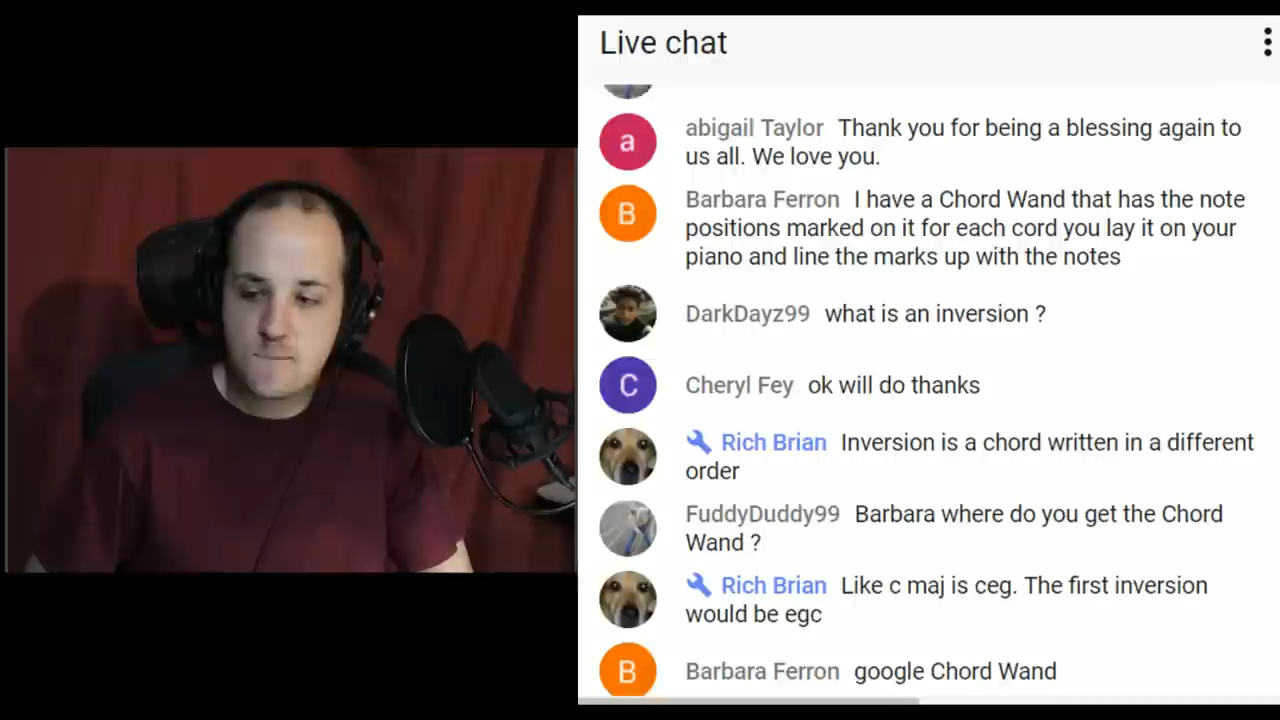 Live chat
a
abigail Taylor Thank you for being a blessing again to
us all. We love you.
B
Barbara Ferron I have a Chord Wand that has the note
positions marked on it for each cord you lay it on your
piano and line the marks up with the notes
DarkDayz99 what is an inversion ?
C
Cheryl Fey ok will do thanks
Rich Brian Inversion is a chord written in a different
order
FuddyDuddy99 Barbara where do you get the Chord
Wand ?
Rich Brian Like c maj is ceg. The first inversion
would be egc
B
Barbara Ferron google Chord Wand